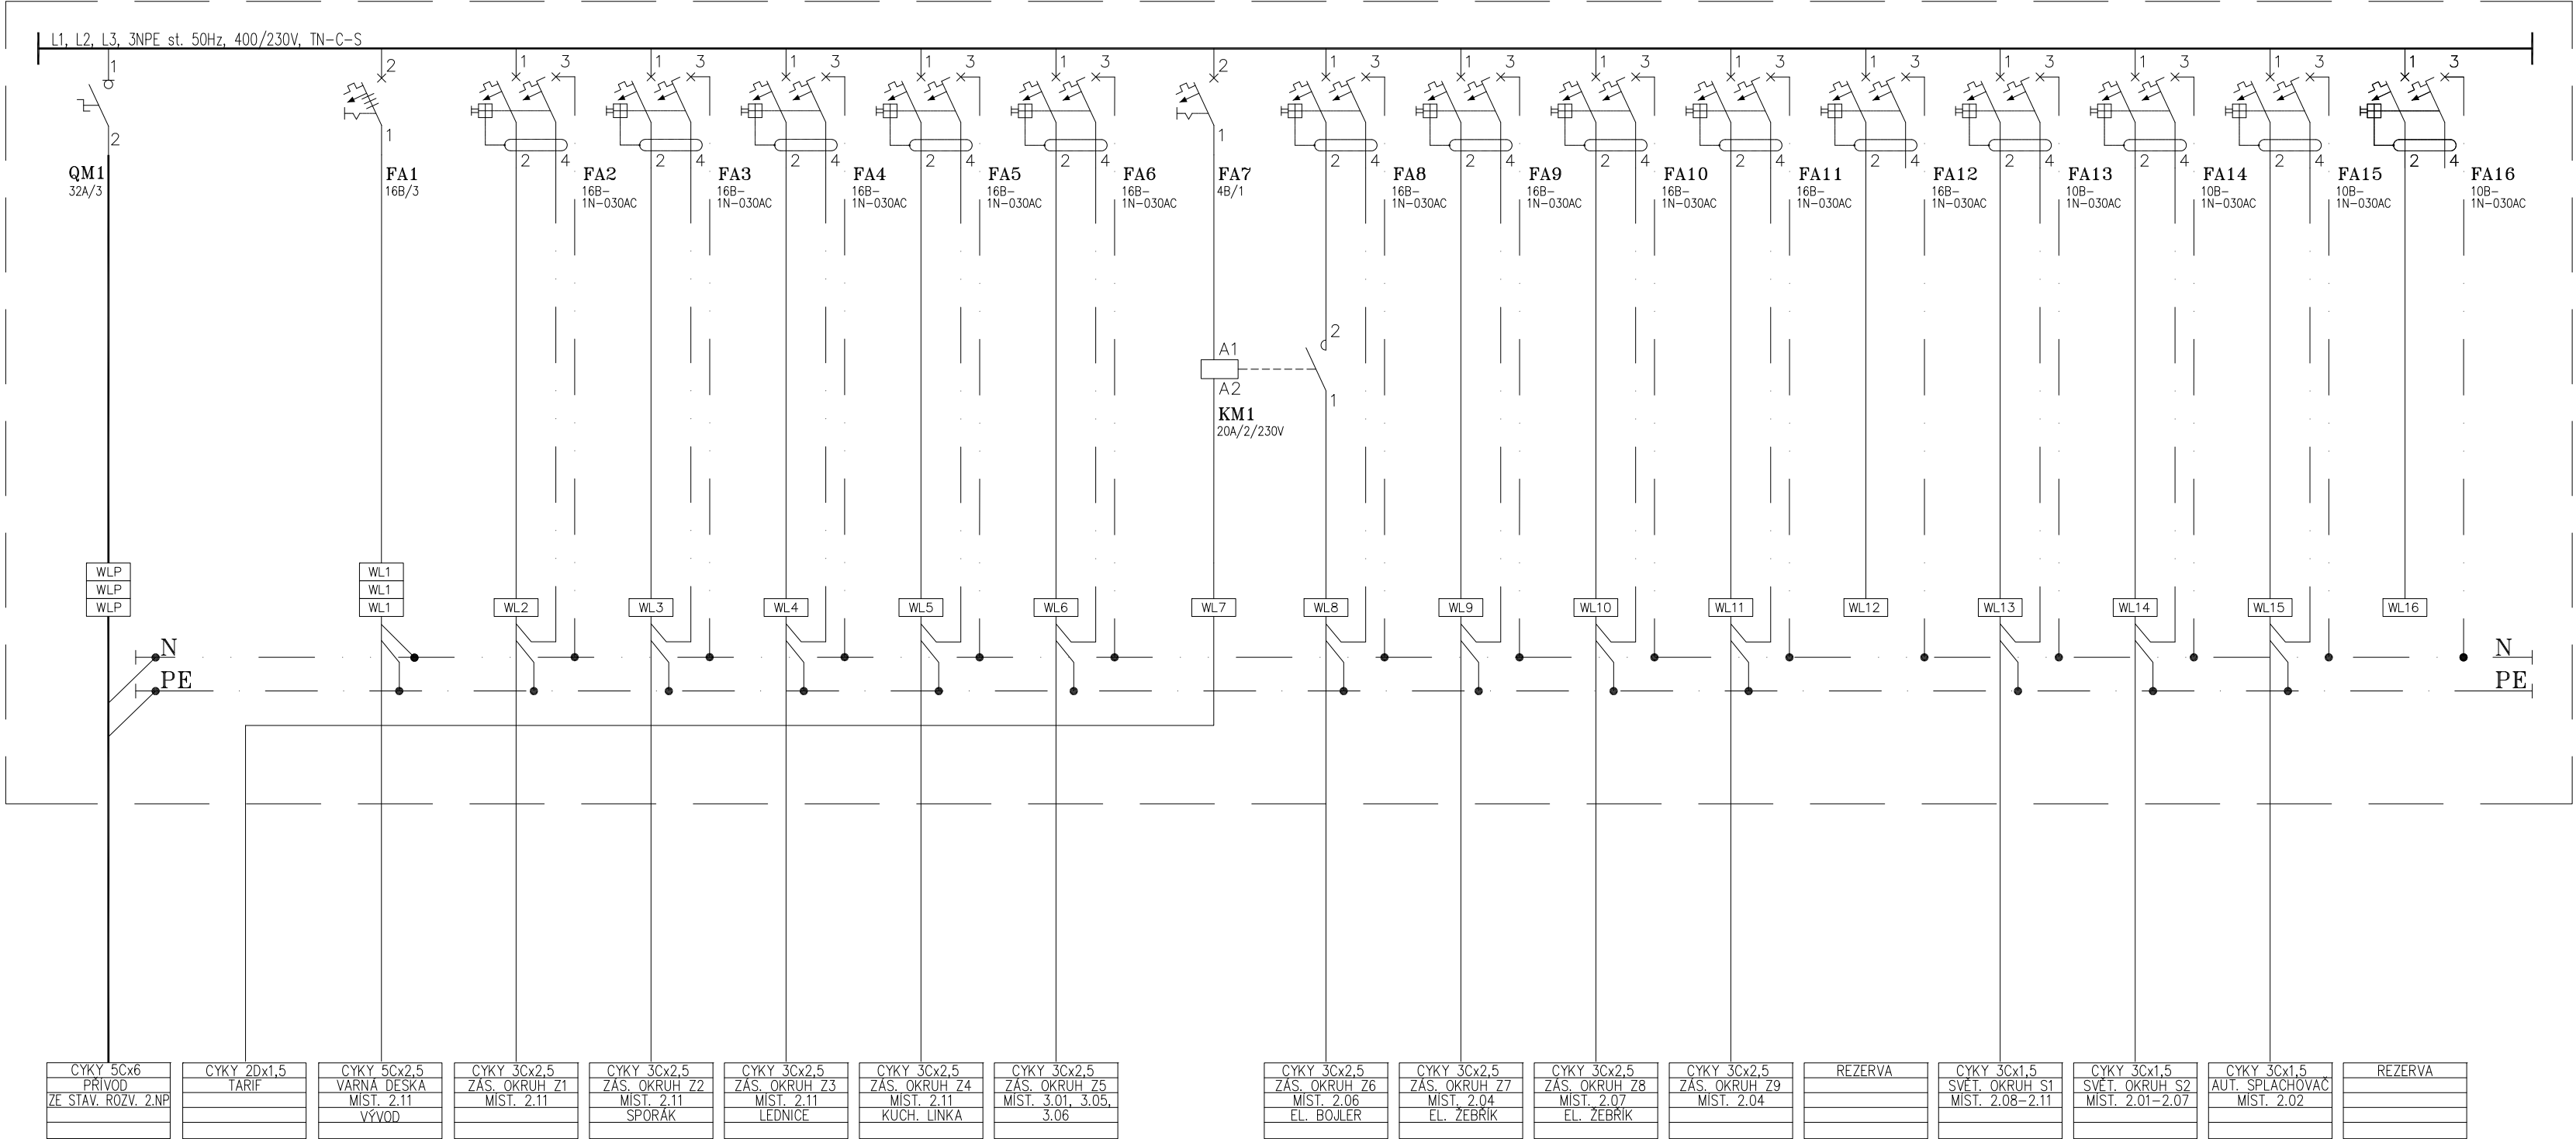 L1, L2, L3, 3NPE st. 50Hz, 400/230V, TN-C-S
1
2
QM1
32A/3
2
1
FA1
16B/3
1 3
2 4
FA2
16B-
1N-030AC
1 3
2 4
FA3
16B-
1N-030AC
1 3
2 4
FA4
16B-
1N-030AC
1 3
2 4
FA5
16B-
1N-030AC
1 3
2 4
FA6
16B-
1N-030AC
2
1
FA7
4B/1
1 3
2 4
FA8
16B-
1N-030AC
1 3
2 4
FA9
16B-
1N-030AC
1 3
2 4
FA10
16B-
1N-030AC
1 3
2 4
FA11
16B-
1N-030AC
1 3
2 4
FA12
16B-
1N-030AC
1 3
2 4
FA13
10B-
1N-030AC
1 3
2 4
FA14
10B-
1N-030AC
1 3
2 4
FA15
10B-
1N-030AC
1 3
2 4
FA16
10B-
1N-030AC
A1
A2
KM1
20A/2/230V
2
1
WLP
WLP
WLP
WL1
WL1
WL1
WL2
WL3
WL4
WL5
WL6
WL7
WL8
WL9
WL10
WL11
WL12
WL13
WL14
WL15
WL16
N
PE
N
PE
CYKY 5Cx6
PŘÍVOD
ZE STAV. ROZV. 2.NP
CYKY 2Dx1,5
TARIF
CYKY 5Cx2,5
VARNÁ DESKA
MÍST. 2.11
VÝVOD
CYKY 3Cx2,5
ZÁS. OKRUH Z1
MÍST. 2.11
CYKY 3Cx2,5
ZÁS. OKRUH Z2
MÍST. 2.11
SPORÁK
CYKY 3Cx2,5
ZÁS. OKRUH Z3
MÍST. 2.11
LEDNICE
CYKY 3Cx2,5
ZÁS. OKRUH Z4
MÍST. 2.11
KUCH. LINKA
CYKY 3Cx2,5
ZÁS. OKRUH Z5
MÍST. 3.01, 3.05,
3.06
CYKY 3Cx2,5
ZÁS. OKRUH Z6
MÍST. 2.06
EL. BOJLER
CYKY 3Cx2,5
ZÁS. OKRUH Z7
MÍST. 2.04
EL. ŽEBŘÍK
CYKY 3Cx2,5
ZÁS. OKRUH Z8
MÍST. 2.07
EL. ŽEBŘÍK
CYKY 3Cx2,5
ZÁS. OKRUH Z9
MÍST. 2.04
REZERVA
CYKY 3Cx1,5
SVĚT. OKRUH S1
MÍST. 2.08-2.11
CYKY 3Cx1,5
SVĚT. OKRUH S2
MÍST. 2.01-2.07
CYKY 3Cx1,5
AUT. SPLACHOVAČ
MÍST. 2.02
REZERVA